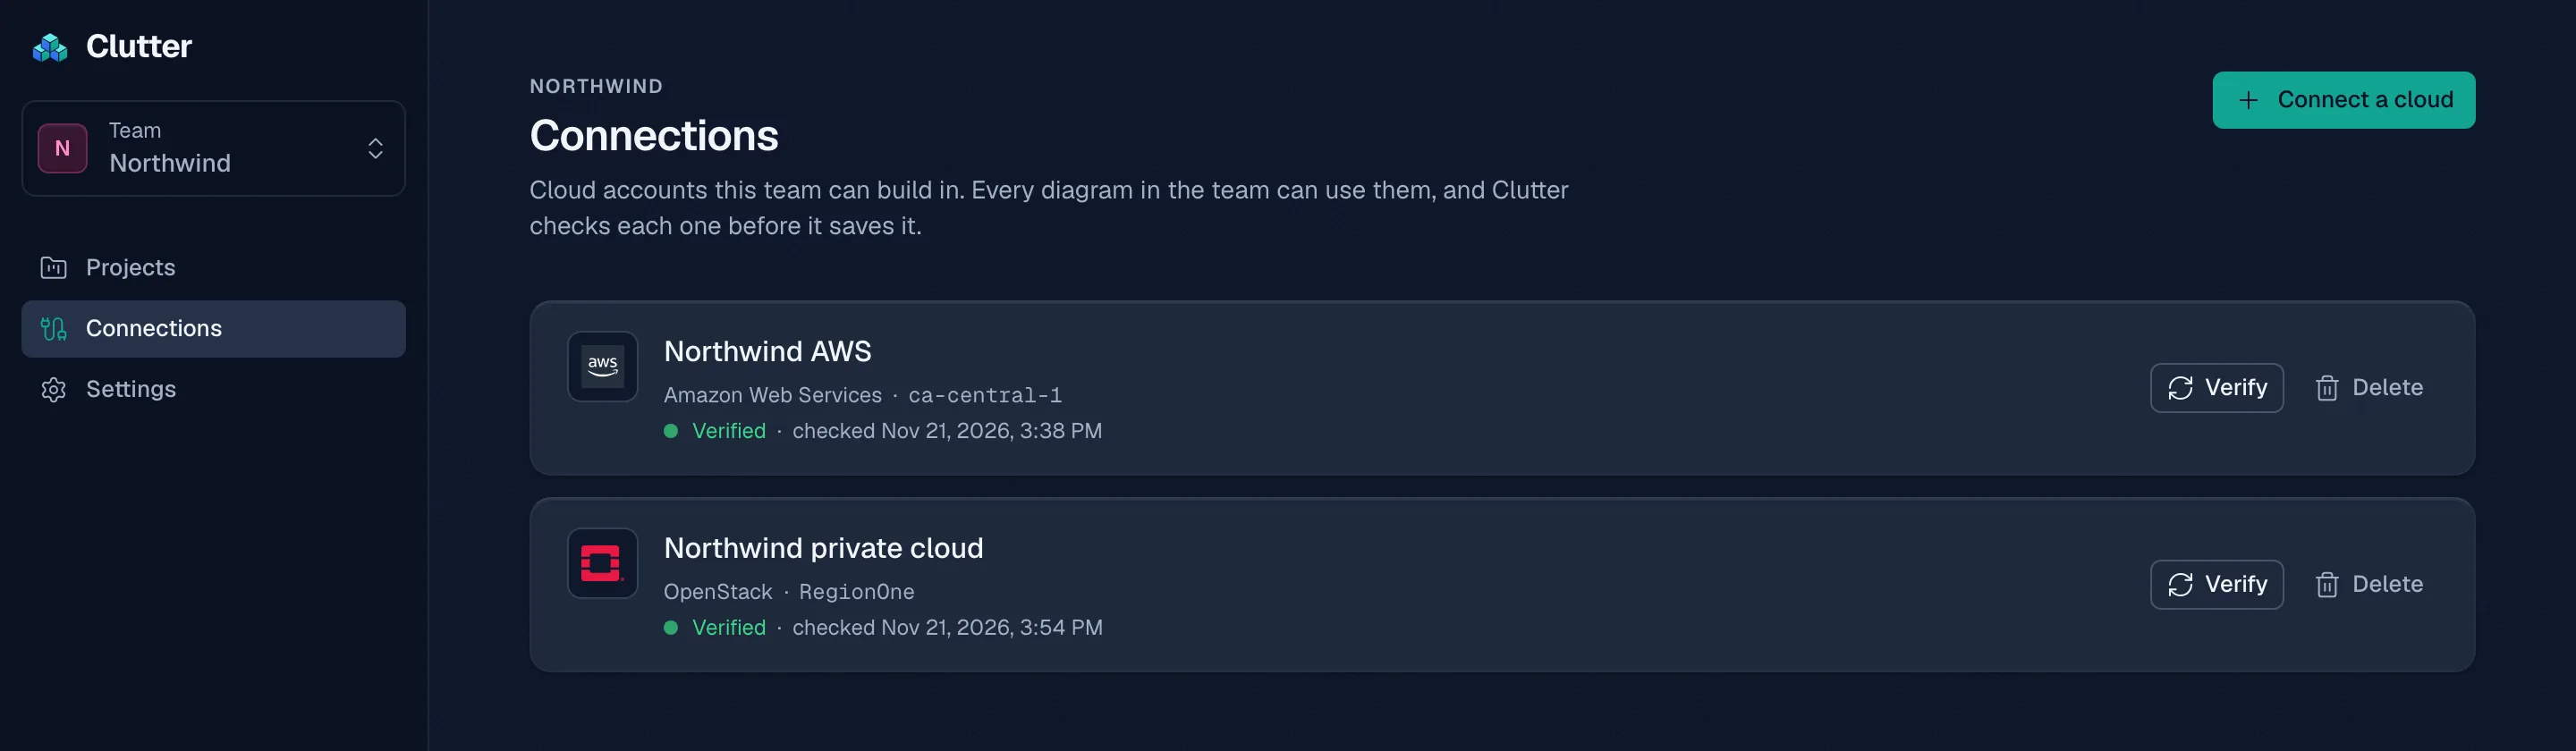 Clutter
N
Team
Northwind
Projects
Connections
Settings
NORTHWIND
Connections
Cloud accounts this team can build in. Every diagram in the team can use them, and Clutter
checks each one before it saves it.
Connect a cloud
aws
Northwind AWS
Amazon Web Services · ca-central-1
Verified · checked Nov 21, 2026, 3:38 PM
Verify
Delete
Northwind private cloud
OpenStack · RegionOne
Verified · checked Nov 21, 2026, 3:54 PM
Verify
Delete